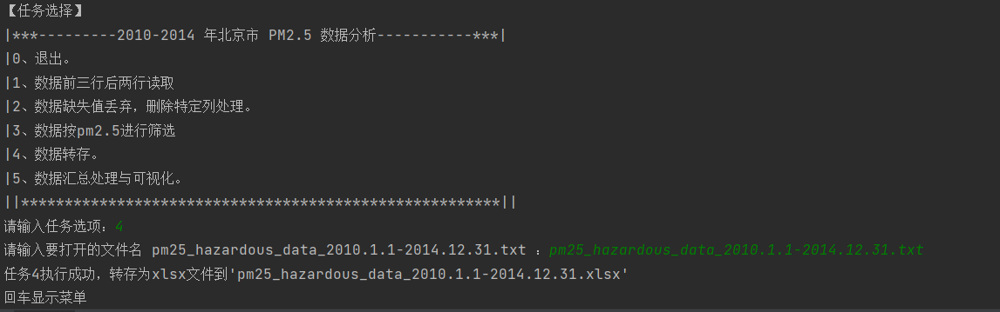 【任务选择】
|***---------2010-2014 年北京市 PM2.5 数据分析-----------***|
|0、退出。
|1、数据前三行后两行读取
|2、数据缺失值丢弃，删除特定列处理。
|3、数据按pm2.5进行筛选
|4、数据转存。
|5、数据汇总处理与可视化。
||*******************************************************||
请输入任务选项：4
请输入要打开的文件名 pm25_hazardous_data_2010.1.1-2014.12.31.txt ：pm25_hazardous_data_2010.1.1-2014.12.31.txt
任务4执行成功，转存为xlsx文件到'pm25_hazardous_data_2010.1.1-2014.12.31.xlsx'
回车显示菜单